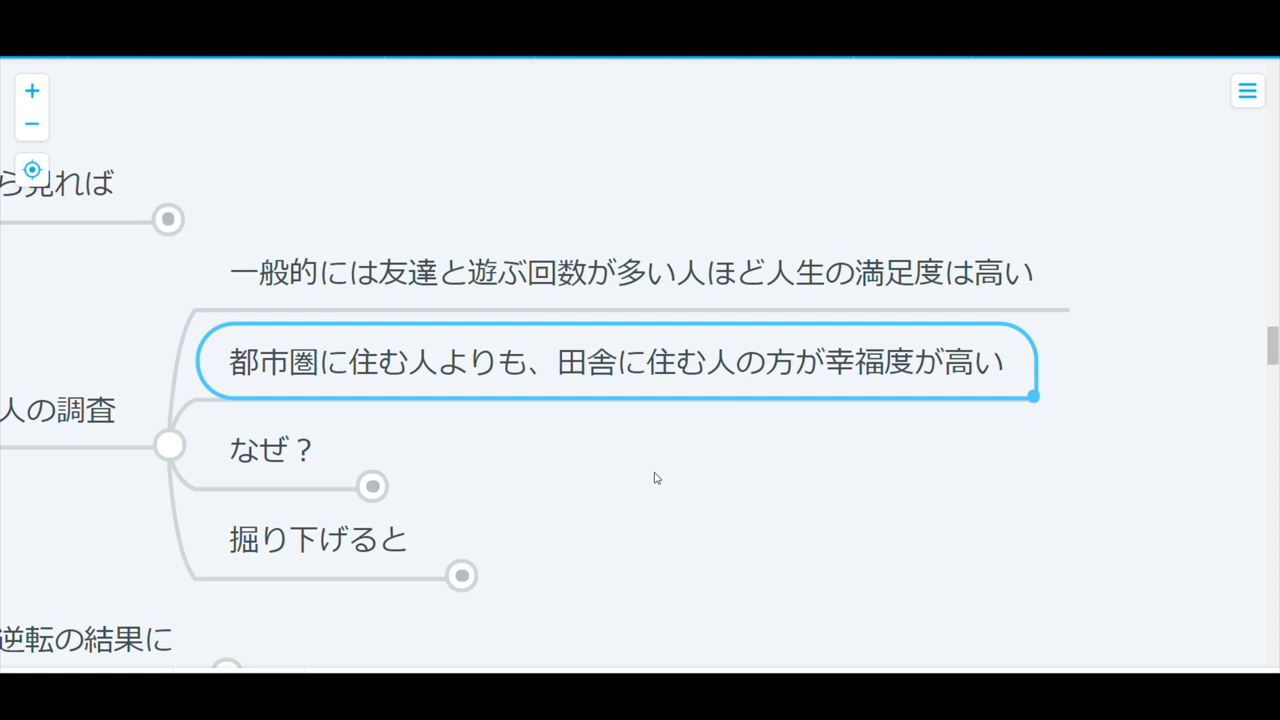 ら見れば
一般的には友達と遊ぶ回数が多い人ほど人生の満足度は高い
都市圏に住む人よりも、田舎に住む人の方が幸福度が高い
人の調査
なぜ？
掘り下げると
逆転の結果に